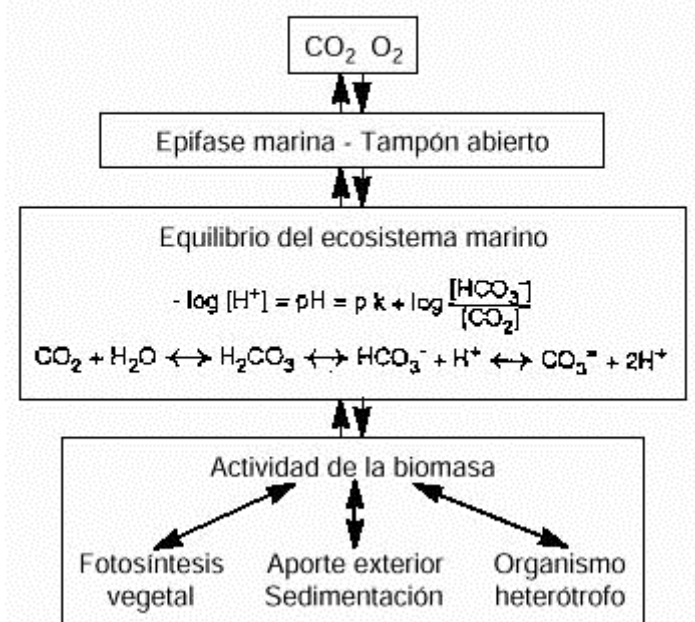 CO₂ O₂
Epifase marina - Tampón abierto
Equilibrio del ecosistema marino
- log [H⁺] = pH = p k + log [HCO₃⁻] / [CO₂]
CO₂ + H₂O ↔ H₂CO₃ ↔ HCO₃⁻ + H⁺ ↔ CO₃⁼ + 2H⁺
Actividad de la biomasa
Fotosíntesis Aporte exterior Organismo
vegetal Sedimentación heterótrofo